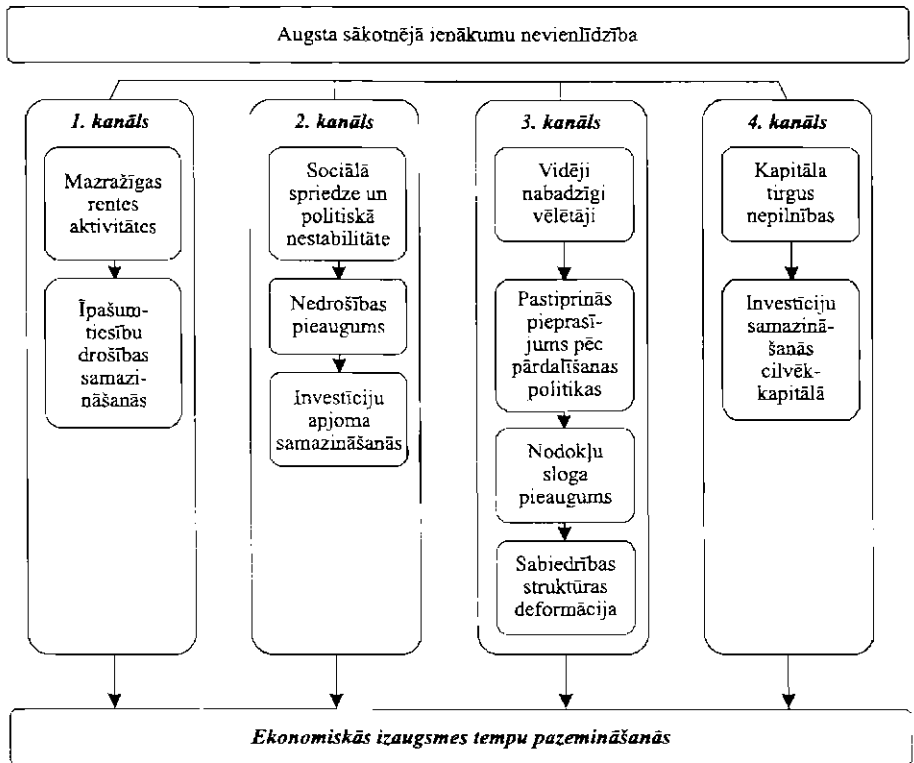 Augsta sākotnējā ienākumu nevienlīdzība
1. kanāls
Mazražīgas
rentes
aktivitātes
Īpašum-
tiesību
drošības
samazi-
nāšanās
2. kanāls
Sociālā
spriedze un
politiskā
nestabilitāte
Nedrošības
pieaugums
Investīciju
apjoma
samazināšanās
3. kanāls
Vidēji
nabadzīgi
vēlētāji
Pastiprinās
pieprasī-
jums pēc
pārdalīšanas
politikas
Nodokļu
sloga
pieaugums
Sabiedrības
struktūras
deformācija
4. kanāls
Kapitāla
tirgus
nepilnības
Investīciju
samazinā-
šanās
cilvēk-
kapitālā
Ekonomiskās izaugsmes tempu pazemināšanās